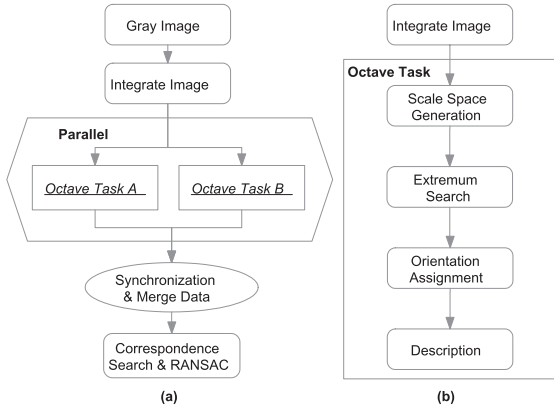 Gray Image
Integrate Image
Parallel
Octave Task A
Octave Task B
Synchronization
& Merge Data
Correspondence
Search & RANSAC
(a)
Integrate Image
Octave Task
Scale Space
Generation
Extremum
Search
Orientation
Assignment
Description
(b)